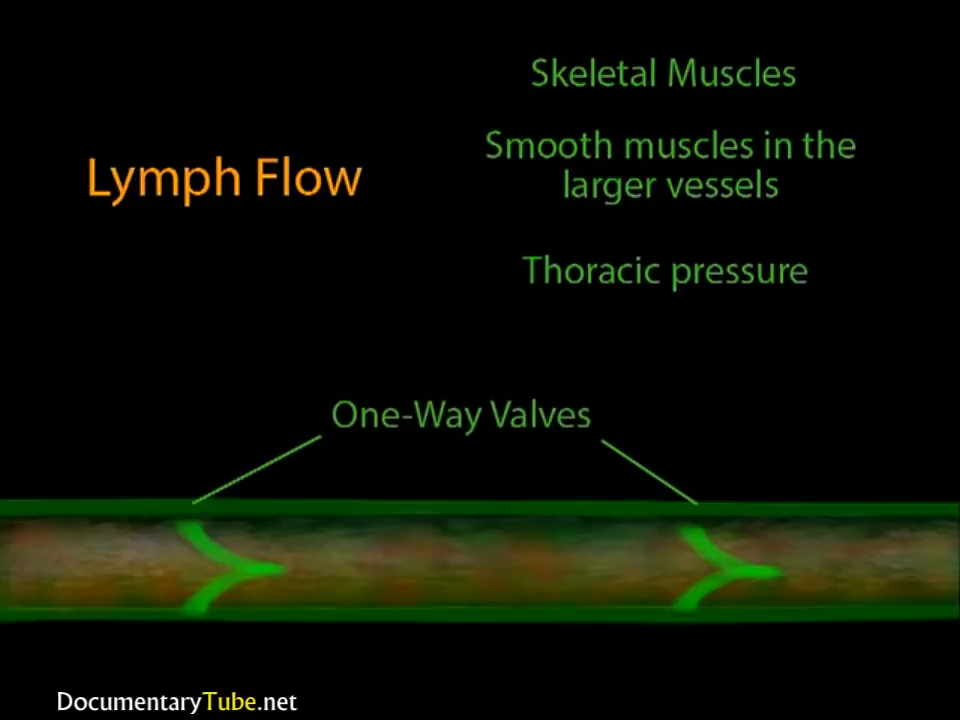 Lymph Flow
Skeletal Muscles
Smooth muscles in the
larger vessels
Thoracic pressure
One-Way Valves
DocumentaryTube.net